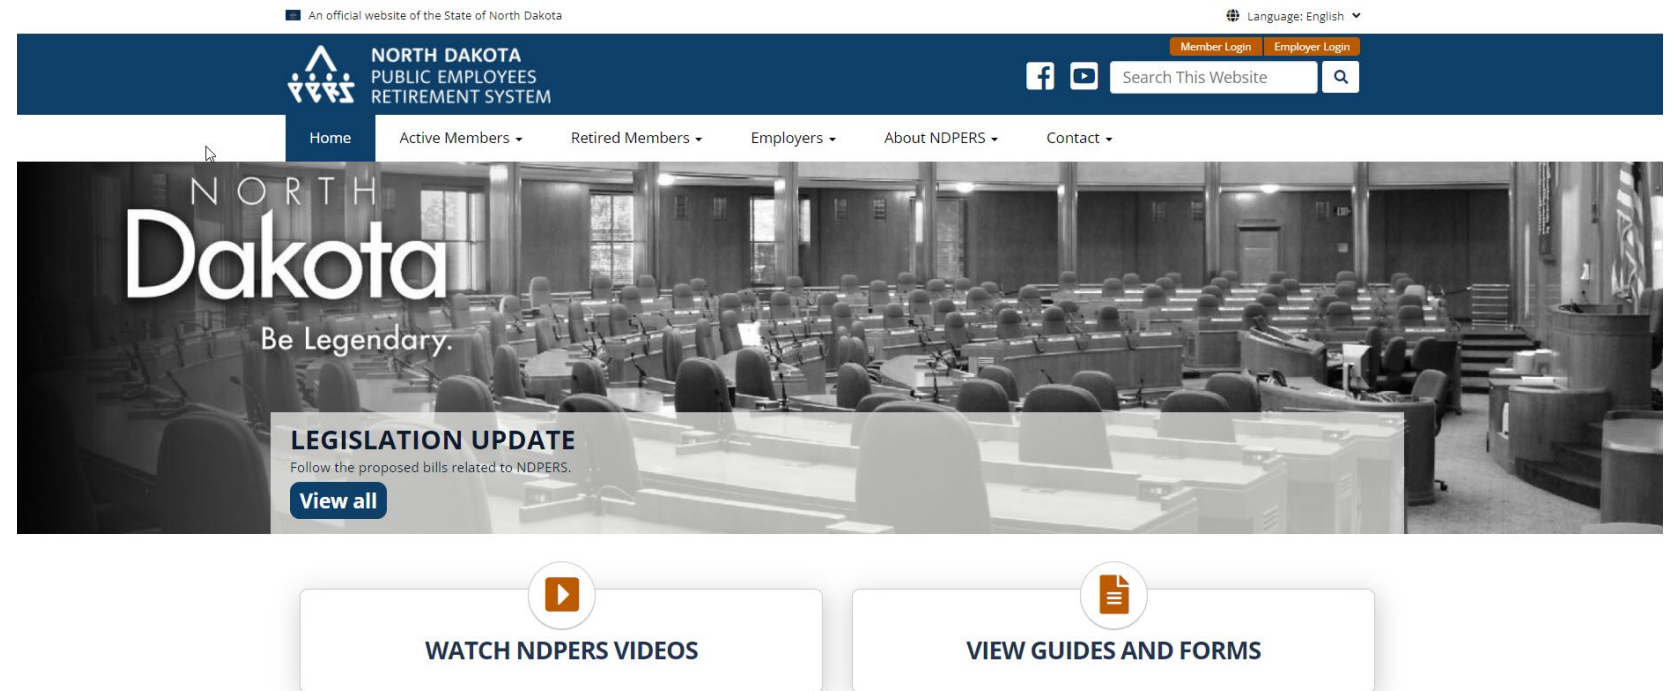 An official website of the State of North Dakota
Language: English
Member Login
Employer Login
NORTH DAKOTA
PUBLIC EMPLOYEES
RETIREMENT SYSTEM
Search This Website
Home
Active Members
Retired Members
Employers
About NDPERS
Contact
NORTH
Dakota
Be Legendary.
LEGISLATION UPDATE
Follow the proposed bills related to NDPERS.
View all
WATCH NDPERS VIDEOS
VIEW GUIDES AND FORMS